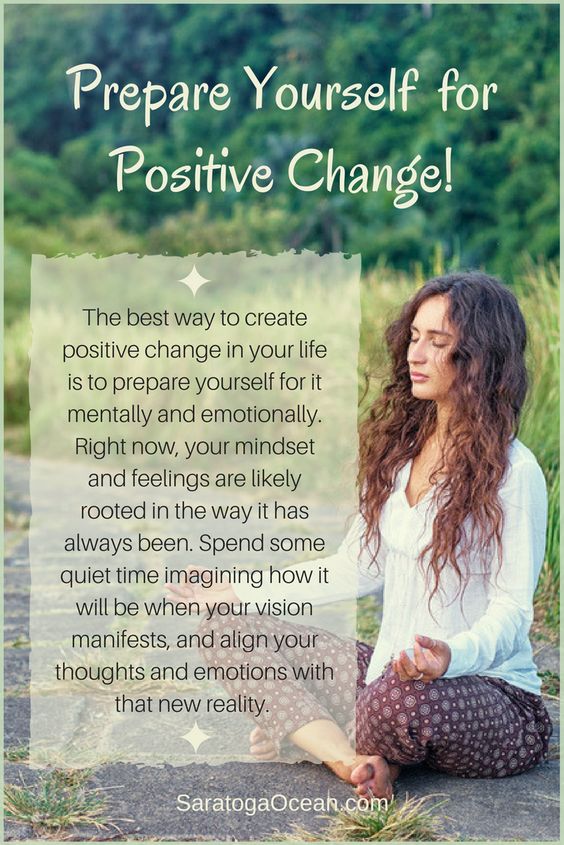 Prepare Yourself for
Positive Change!
The best way to create
positive change in your life
is to prepare yourself for it
mentally and emotionally.
Right now, your mindset
and feelings are likely
rooted in the way it has
always been. Spend some
quiet time imagining how it
will be when your vision
manifests, and align your
thoughts and emotions with
that new reality.
SaratogaOcean.com